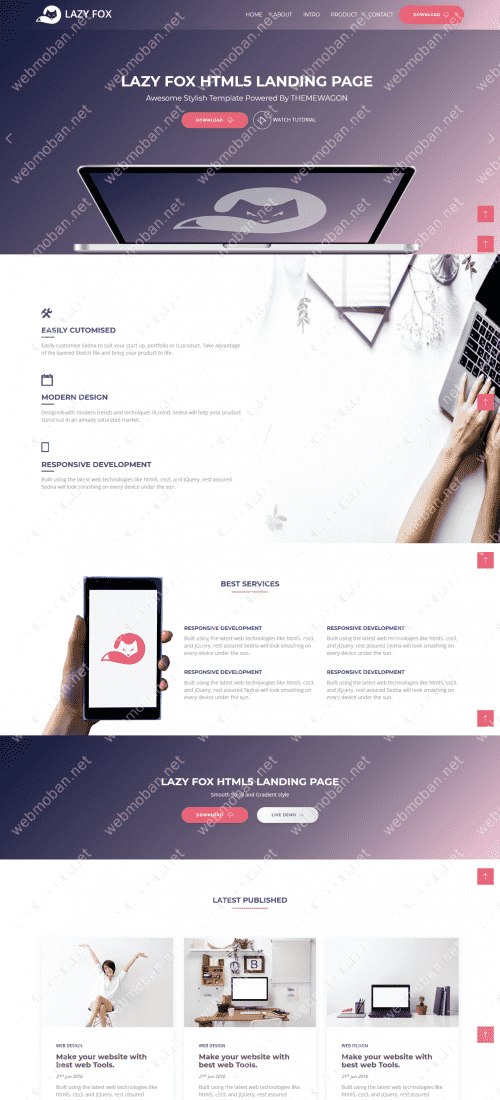 LAZY FOX
HOME ABOUT INTRO PRODUCT CONTACT DOWNLOAD
LAZY FOX HTML5 LANDING PAGE
Awesome Stylish Template Powered By THEMEWAGON
DOWNLOAD WATCH TUTORIAL
EASILY CUTOMISED
Easily customise Sedna to suit your start up, portfolio or is product. Take advantage
of the layered Sketch file and bring your product to life.
MODERN DESIGN
Designed with modern trends and techniques in mind, Sedna will help your product
stand out in an already saturated market.
RESPONSIVE DEVELOPMENT
Built using the latest web technologies like html5, css3, and jQuery, rest assured
Sedna will look smashing on every device under the sun.
BEST SERVICES
RESPONSIVE DEVELOPMENT
Built using the latest web technologies like html5, css3,
and jQuery, rest assured Sedna will look smashing on
every device under the sun.
RESPONSIVE DEVELOPMENT
Built using the latest web technologies like html5, css3,
and jQuery, rest assured Sedna will look smashing on
every device under the sun.
RESPONSIVE DEVELOPMENT
Built using the latest web technologies like html5, css3,
and jQuery, rest assured Sedna will look smashing on
every device under the sun.
RESPONSIVE DEVELOPMENT
Built using the latest web technologies like html5, css3,
and jQuery, rest assured Sedna will look smashing on
every device under the sun.
LAZY FOX HTML5 LANDING PAGE
Smooth and Gradient style
DOWNLOAD LIVE DEMO
LATEST PUBLISHED
B
WEB DESIGN
Make your website with
best web Tools.
21st Jun 2016
Built using the latest web technologies like
html5, css3, and jQuery, rest assured
WEB DESIGN
Make your website with
best web Tools.
21st Jun 2016
Built using the latest web technologies like
html5, css3, and jQuery, rest assured
WEB DESIGN
Make your website with
best web Tools.
21st Jun 2016
Built using the latest web technologies like
html5, css3, and jQuery, rest assured
webmoban.net